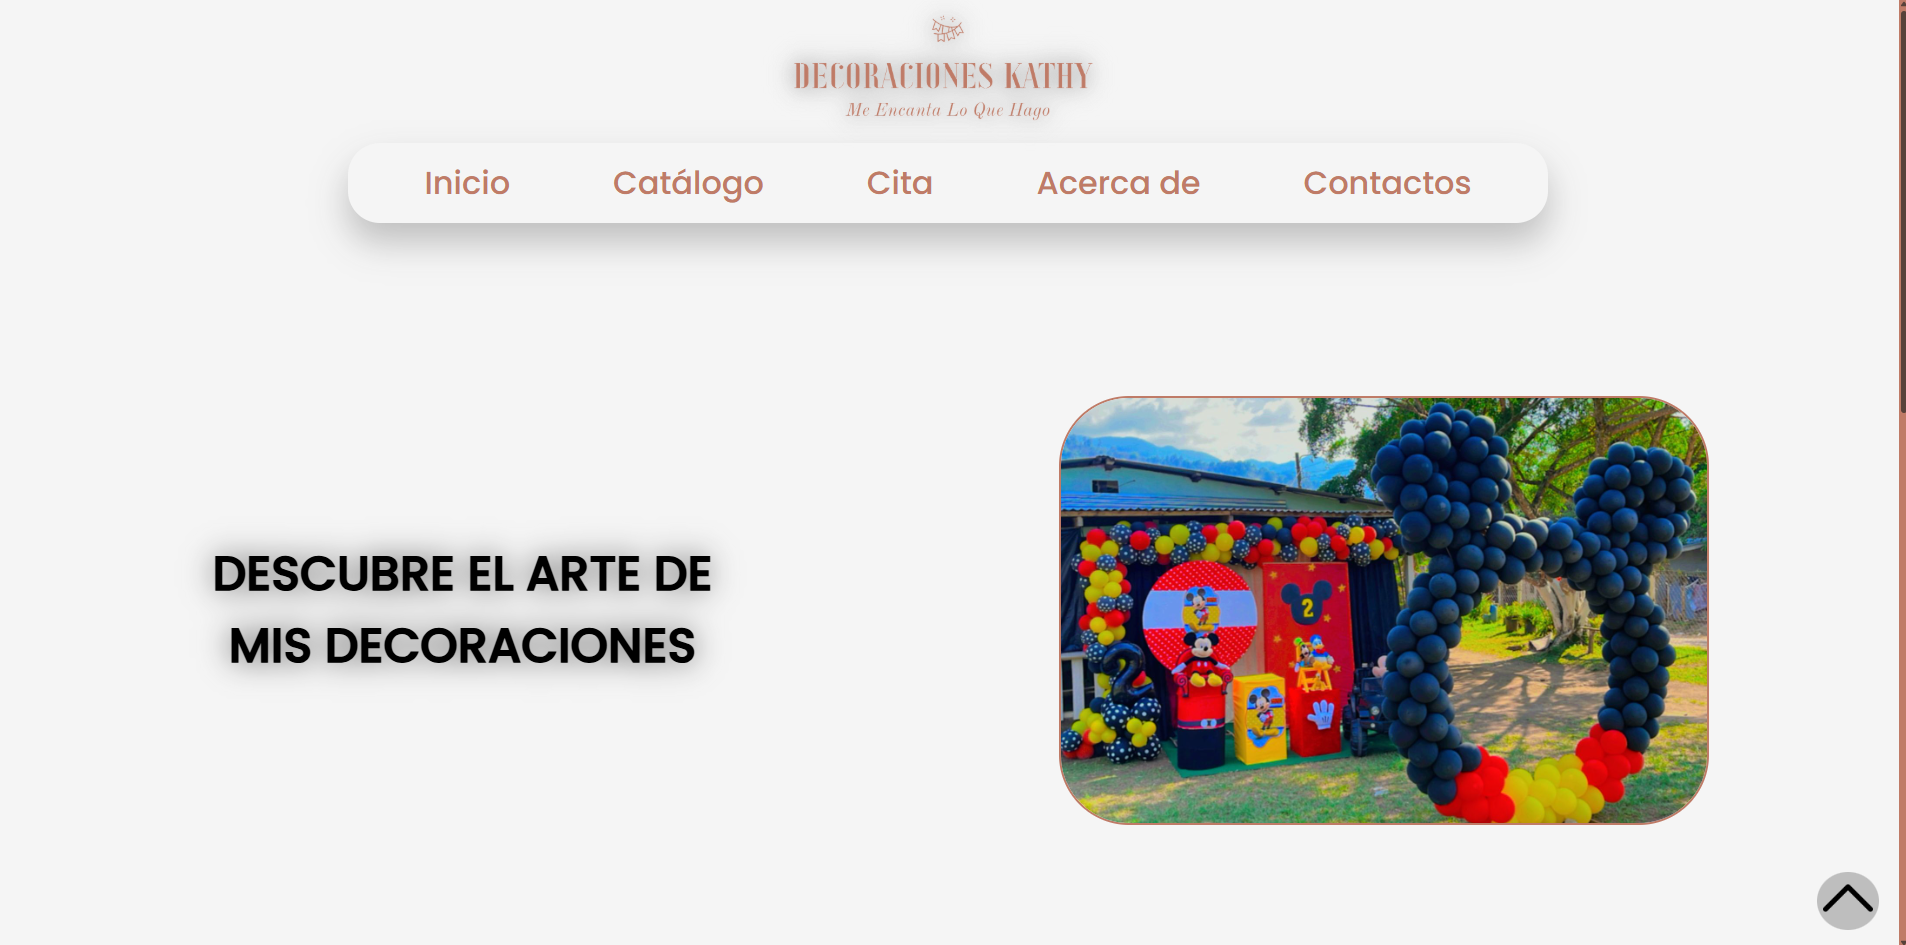 DECORACIONES KATHY
Me Encanta Lo Que Hago
Inicio Catálogo Cita Acerca de Contactos
DESCUBRE EL ARTE DE
MIS DECORACIONES
2
2